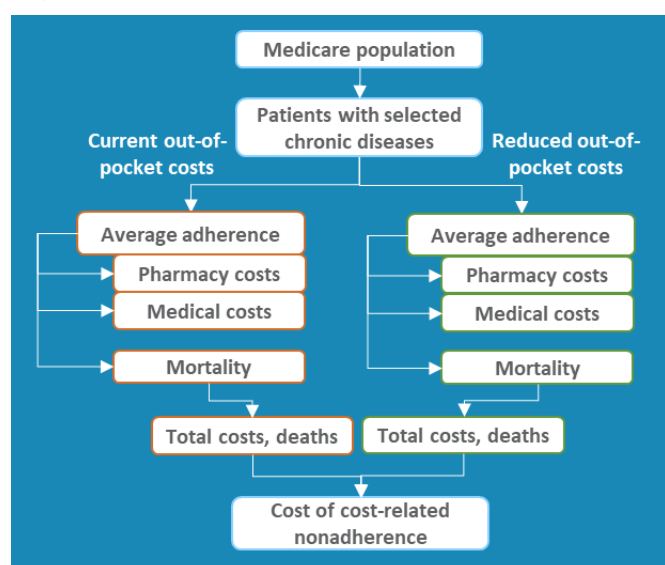 Medicare population
Patients with selected
chronic diseases
Current out-of-
pocket costs
Reduced out-of-
pocket costs
Average adherence
Pharmacy costs
Medical costs
Mortality
Total costs, deaths
Average adherence
Pharmacy costs
Medical costs
Mortality
Total costs, deaths
Cost of cost-related
nonadherence